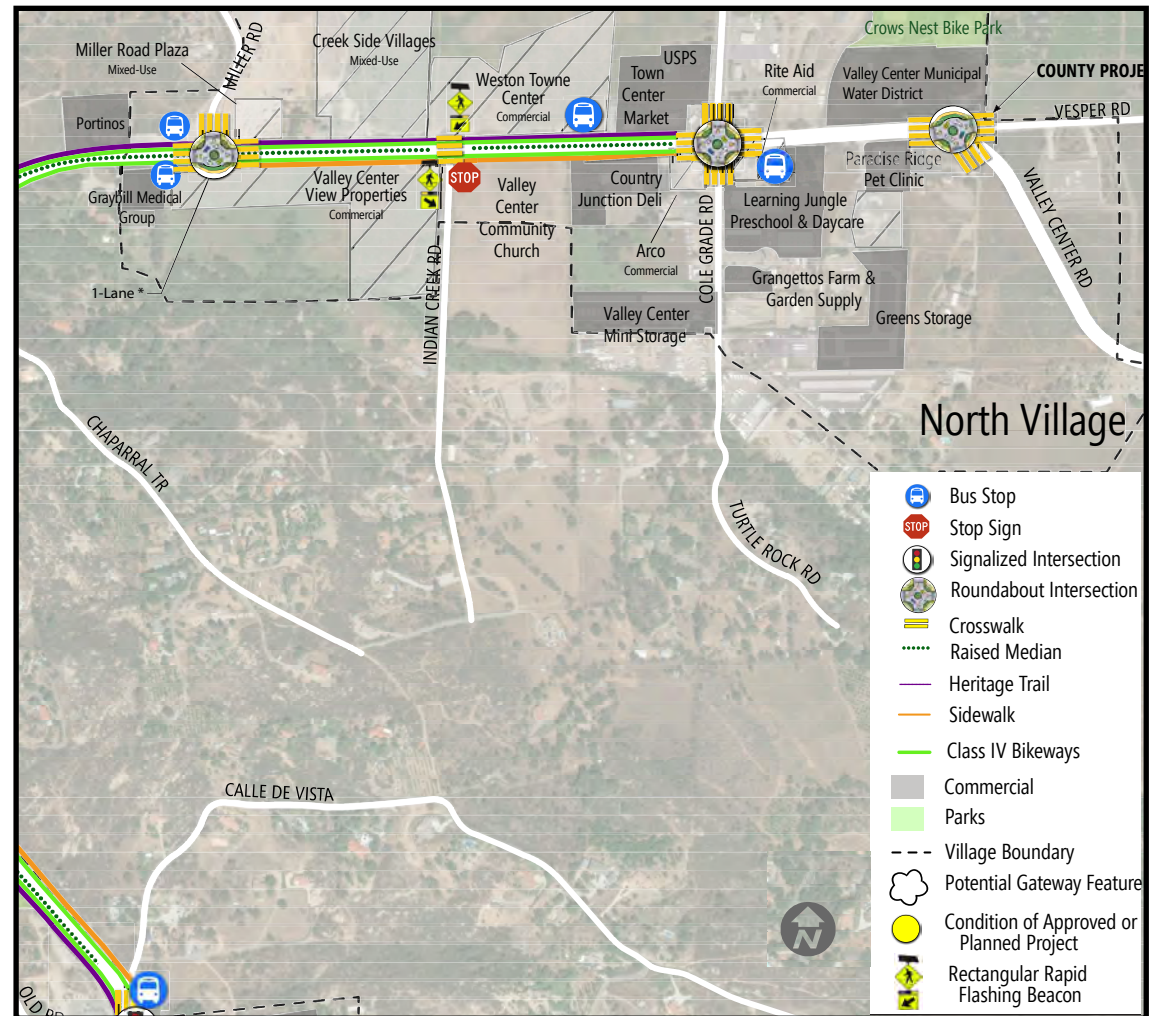 Crows Nest Bike Park
Miller Road Plaza
Mixed-Use
MILLER RD
Creek Side Villages
Mixed-Use
Weston Towne
Center
Commercial
USPS
Town
Center
Market
Rite Aid
Commercial
Valley Center Municipal
Water District
COUNTY PROJE
VESPER RD
Portinos
Graybill Medical
Group
Valley Center
View Properties
Commercial
STOP
Valley
Center
Community
Church
Country
Junction Deli
Arco
Commercial
Learning Jungle
Preschool & Daycare
Paradise Ridge
Pet Clinic
VALLEY CENTER RD
1-Lane *
INDIAN CREEK RD
COLE GRADE RD
Grangettos Farm &
Garden Supply
Valley Center
Mini Storage
Greens Storage
North Village
CHAPARRAL TR
TURTLE ROCK RD
CALLE DE VISTA
OLD
N
Bus Stop
STOP
Stop Sign
Signalized Intersection
Roundabout Intersection
Crosswalk
Raised Median
Heritage Trail
Sidewalk
Class IV Bikeways
Commercial
Parks
Village Boundary
Potential Gateway Feature
Condition of Approved or
Planned Project
Rectangular Rapid
Flashing Beacon